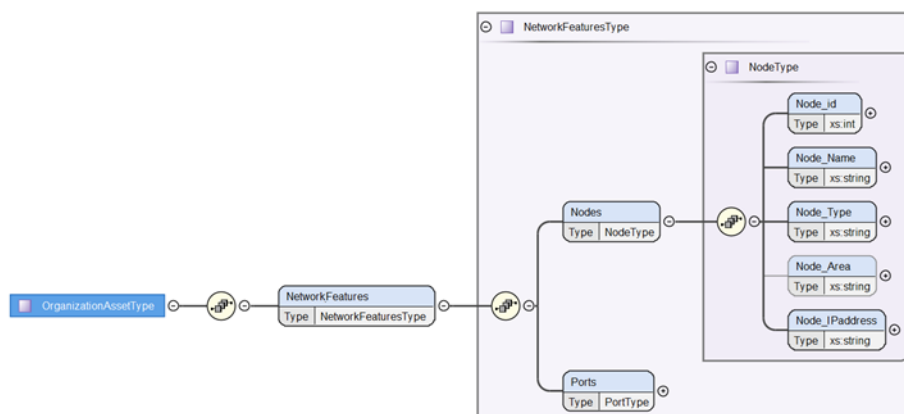 NetworkFeaturesType
NodeType
Node_id
Type xs:int
Node_Name
Type xs:string
Nodes
Type NodeType
Node_Type
Type xs:string
Node_Area
Type xs:string
OrganizationAssetType
NetworkFeatures
Type NetworkFeaturesType
Node_IPaddress
Type xs:string
Ports
Type PortType